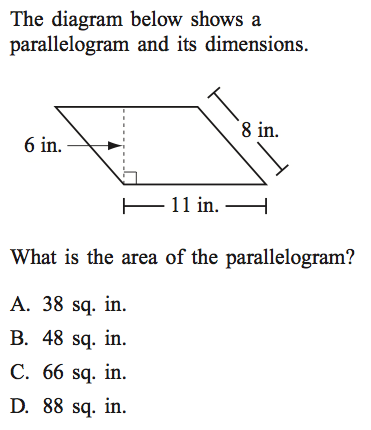 The diagram below shows a
parallelogram and its dimensions.
8 in.
6 in.
11 in.
What is the area of the parallelogram?
A. 38 sq. in.
B. 48 sq. in.
C. 66 sq. in.
D. 88 sq. in.